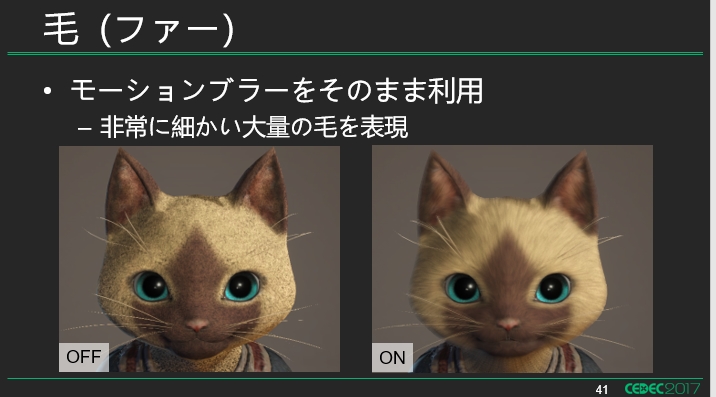 毛 (ファー)
• モーションブラーをそのまま利用
– 非常に細かい大量の毛を表現
OFF
ON
41
CEDEC2017